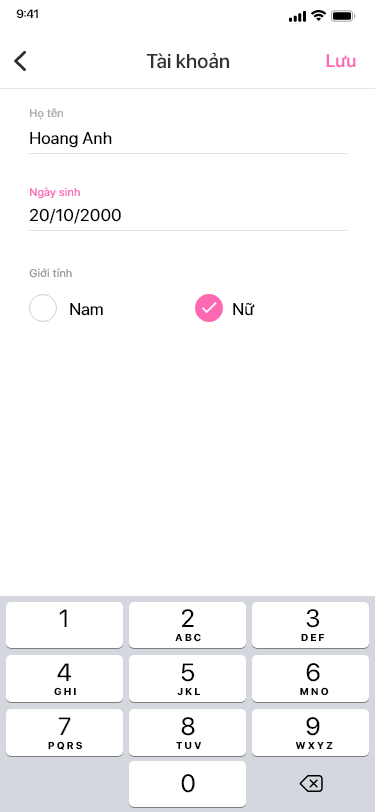 9:41
Tài khoản
Lưu
Họ tên
Hoang Anh
Ngày sinh
20/10/2000
Giới tính
Nam
Nữ
1
2
ABC
3
DEF
4
GHI
5
JKL
6
MNO
7
PQRS
8
TUV
9
WXYZ
0